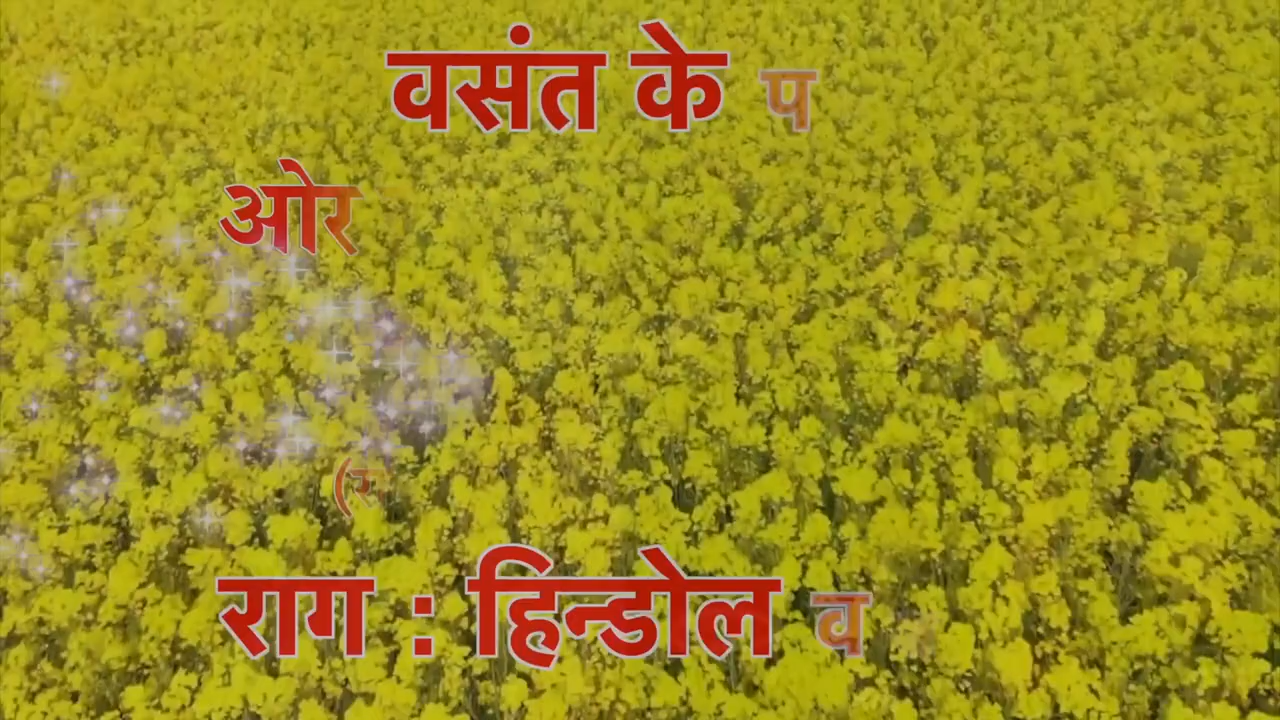 वसंत के प
ओर
राग : हिन्डोल व